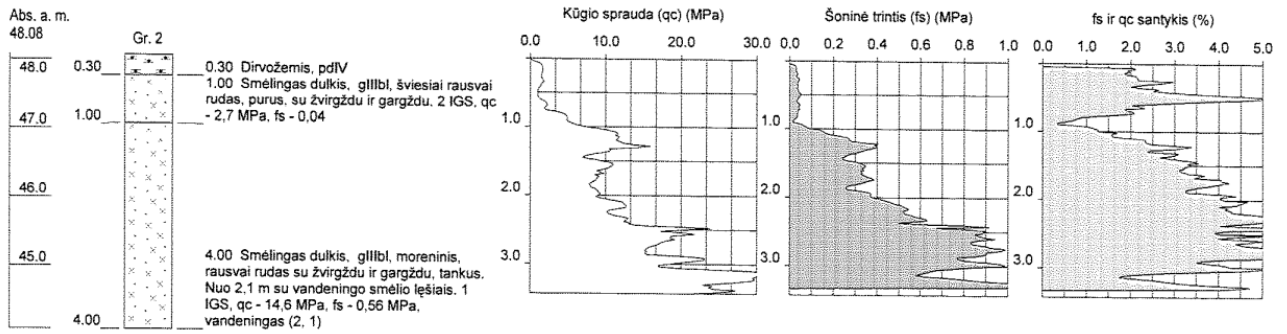 Abs. a. m.
48.08
Gr. 2
48.0
47.0
46.0
45.0
0.30
1.00
4.00
0.30 Dirvožemis, pdIV
1.00 Smėlingas dulkis, gIIIbl, šviesiai rausvai
rudas, purus, su žvirgždu ir gargždu. 2 IGS, qc
- 2,7 MPa, fs - 0,04
4.00 Smėlingas dulkis, gIIIbl, moreninis,
rausvai rudas su žvirgždu ir gargždu, tankus.
Nuo 2,1 m su vandeningo smėlio lęšiais. 1
IGS, qc - 14,6 MPa, fs - 0,56 MPa,
vandeningas (2, 1)
Kūgio sprauda (qc) (MPa)
0.0 10.0 20.0 30.0
1.0
2.0
3.0
Šoninė trintis (fs) (MPa)
0.0 0.2 0.4 0.6 0.8 1.0
1.0
2.0
3.0
fs ir qc santykis (%)
0.0 1.0 2.0 3.0 4.0 5.0
1.0
2.0
3.0